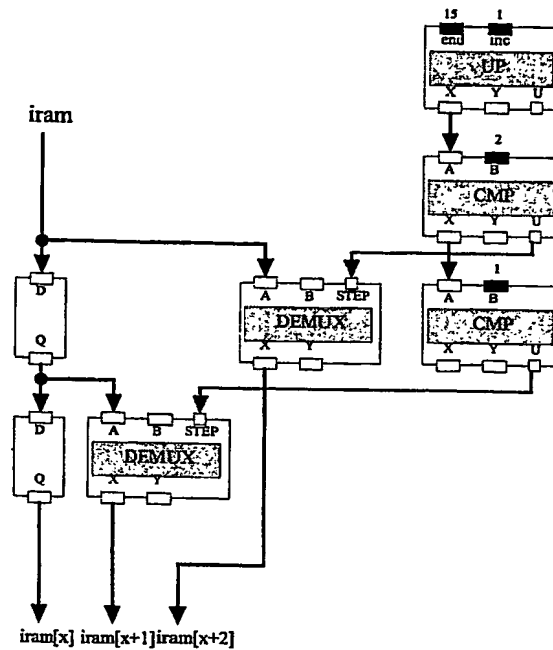 15 1
end inc
UP
X Y U
iram
2
A B
CMP
X Y U
1
D
A B STEP
A B
DEMUX
CMP
Q
X Y
X Y U
D
A B STEP
DEMUX
Q
X Y
iram[x] iram[x+1] iram[x+2]